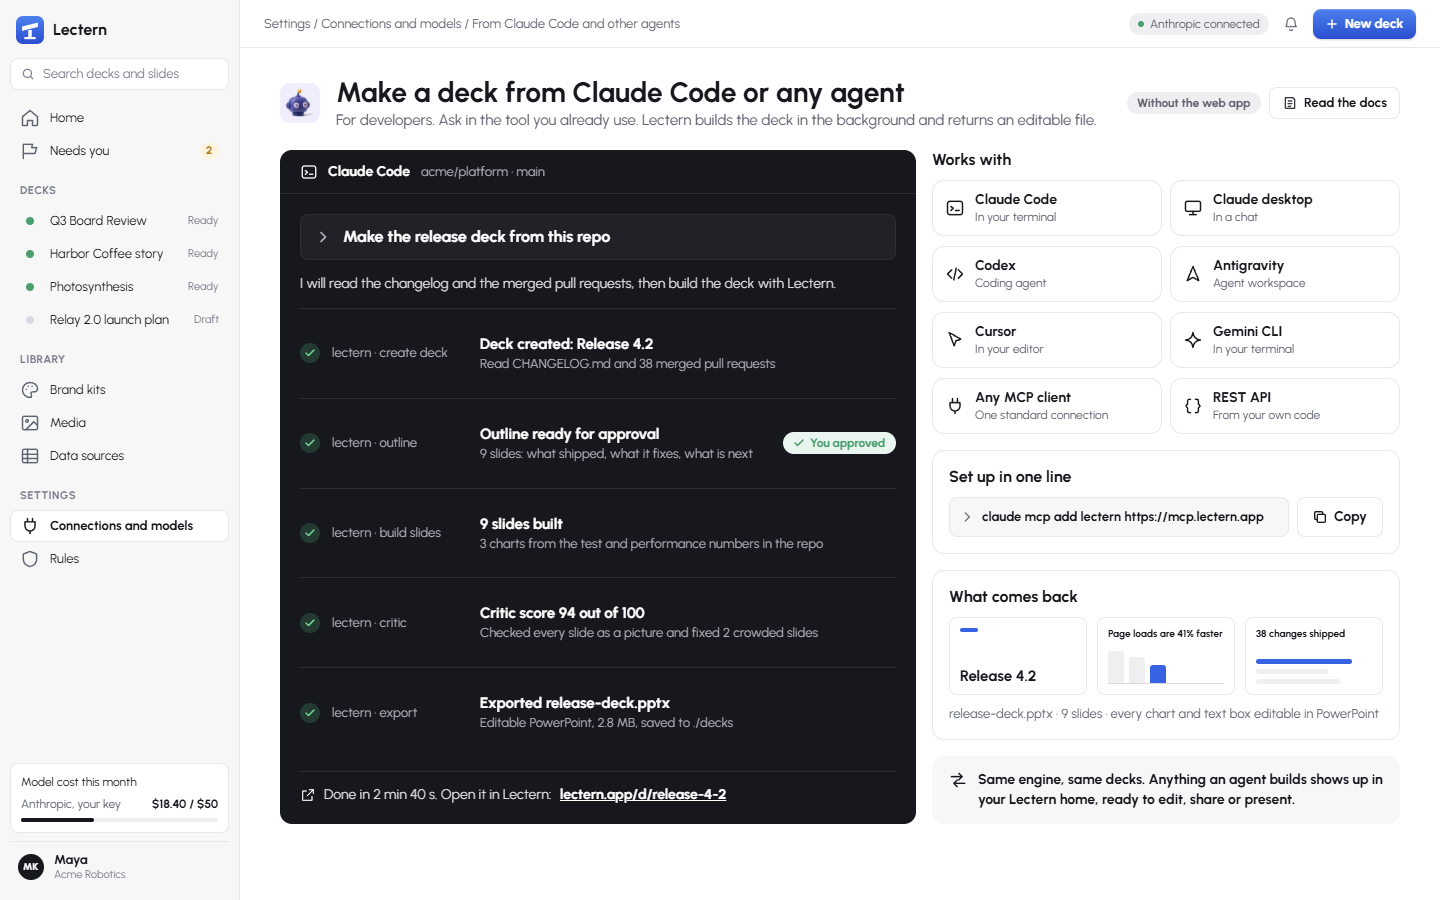 Lectern
Search decks and slides
Home
Needs you 2
DECKS
Q3 Board Review Ready
Harbor Coffee story Ready
Photosynthesis Ready
Relay 2.0 launch plan Draft
LIBRARY
Brand kits
Media
Data sources
SETTINGS
Connections and models
Rules
Model cost this month
Anthropic, your key $18.40 / $50
MK
Maya
Acme Robotics
Settings / Connections and models / From Claude Code and other agents
Anthropic connected
New deck
Make a deck from Claude Code or any agent
For developers. Ask in the tool you already use. Lectern builds the deck in the background and returns an editable file.
Without the web app
Read the docs
Claude Code acme/platform · main
Make the release deck from this repo
I will read the changelog and the merged pull requests, then build the deck with Lectern.
lectern · create deck
Deck created: Release 4.2
Read CHANGELOG.md and 38 merged pull requests
lectern · outline
Outline ready for approval
9 slides: what shipped, what it fixes, what is next
You approved
lectern · build slides
9 slides built
3 charts from the test and performance numbers in the repo
lectern · critic
Critic score 94 out of 100
Checked every slide as a picture and fixed 2 crowded slides
lectern · export
Exported release-deck.pptx
Editable PowerPoint, 2.8 MB, saved to ./decks
Done in 2 min 40 s. Open it in Lectern: lectern.app/d/release-4-2
Works with
Claude Code
In your terminal
Claude desktop
In a chat
Codex
Coding agent
Antigravity
Agent workspace
Cursor
In your editor
Gemini CLI
In your terminal
Any MCP client
One standard connection
REST API
From your own code
Set up in one line
claude mcp add lectern https://mcp.lectern.app
Copy
What comes back
Release 4.2
Page loads are 41% faster
38 changes shipped
release-deck.pptx · 9 slides · every chart and text box editable in PowerPoint
Same engine, same decks. Anything an agent builds shows up in
your Lectern home, ready to edit, share or present.